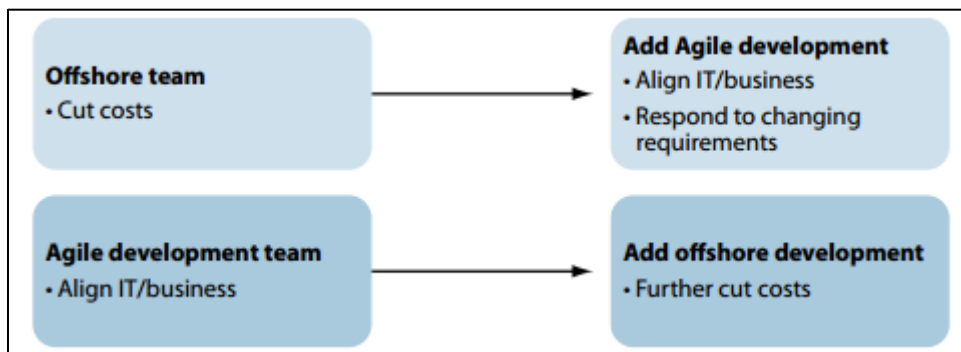 Offshore team
• Cut costs
Add Agile development
• Align IT/business
• Respond to changing
requirements
Agile development team
• Align IT/business
Add offshore development
• Further cut costs